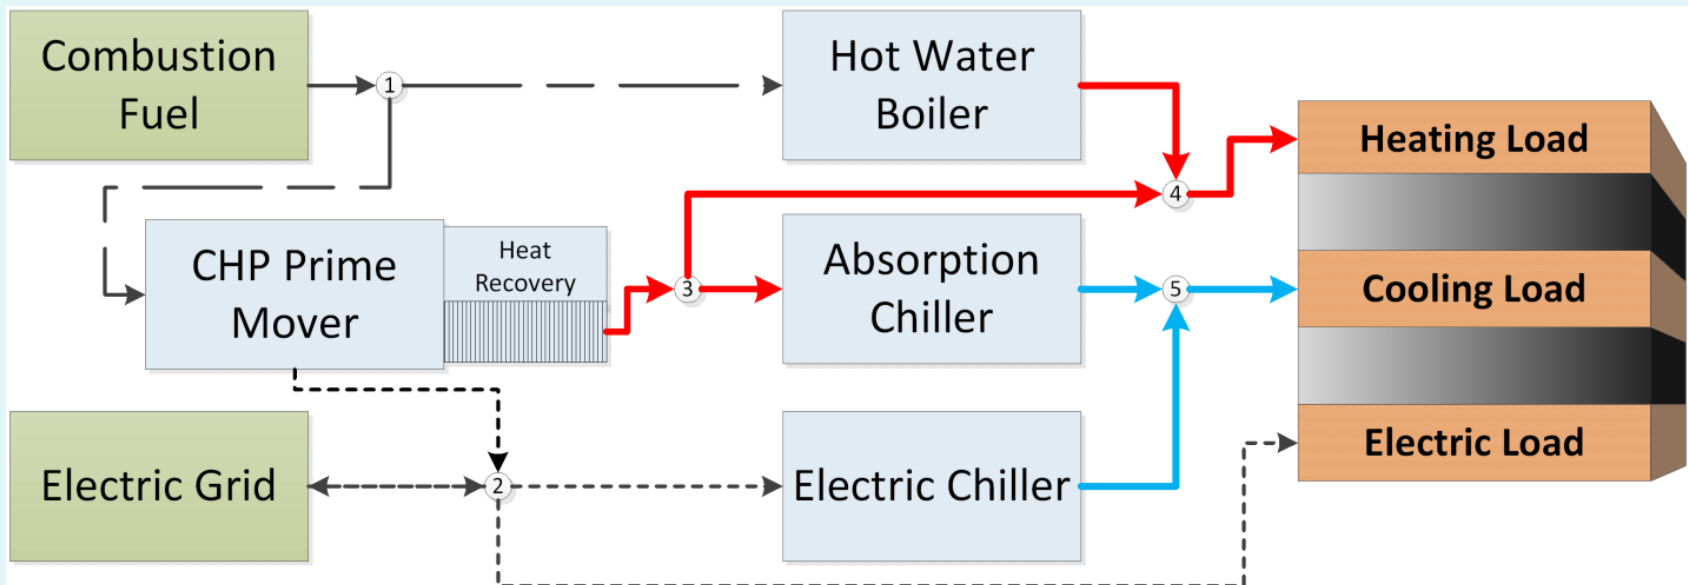 Combustion
Fuel
1
Hot Water
Boiler
Heating Load
4
CHP Prime
Mover
Heat
Recovery
3
Absorption
Chiller
5
Cooling Load
Electric Grid
2
Electric Chiller
Electric Load